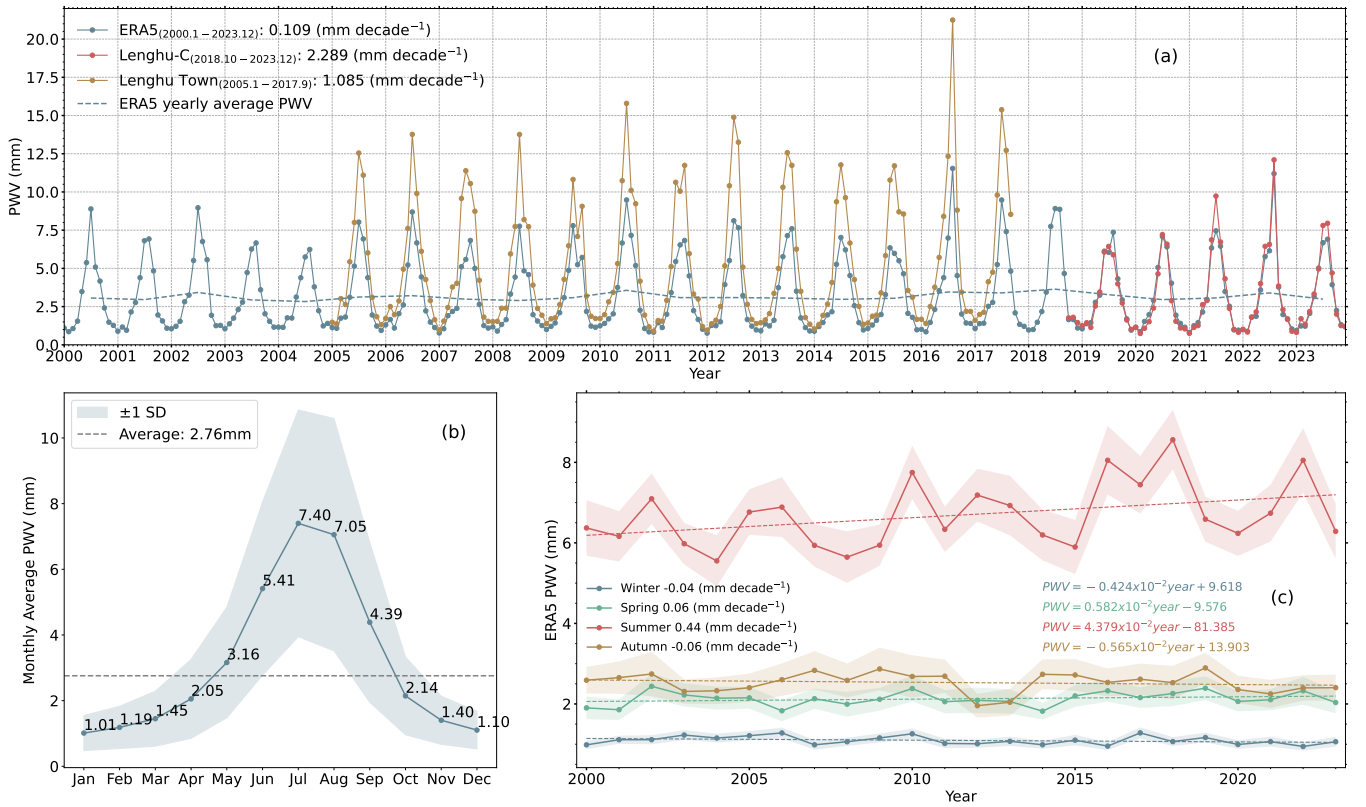 ERA5(2000.1−2023.12): 0.109 (mm decade⁻¹)
Lenghu-C(2018.10−2023.12): 2.289 (mm decade⁻¹)
Lenghu Town(2005.1−2017.9): 1.085 (mm decade⁻¹)
ERA5 yearly average PWV
(a)
PWV (mm)
20.0
17.5
15.0
12.5
10.0
7.5
5.0
2.5
0.0
2000 2001 2002 2003 2004 2005 2006 2007 2008 2009 2010 2011 2012 2013 2014 2015 2016 2017 2018 2019 2020 2021 2022 2023
Year
±1 SD
Average: 2.76mm
(b)
Monthly Average PWV (mm)
10
8
6
4
2
0
1.01
1.19
1.45
2.05
3.16
5.41
7.40
7.05
4.39
2.14
1.40
1.10
Jan Feb Mar Apr May Jun Jul Aug Sep Oct Nov Dec
ERA5 PWV (mm)
8
6
4
2
Winter -0.04 (mm decade⁻¹)
Spring 0.06 (mm decade⁻¹)
Summer 0.44 (mm decade⁻¹)
Autumn -0.06 (mm decade⁻¹)
PWV = − 0.424x10⁻²year + 9.618
PWV = 0.582x10⁻²year − 9.576
PWV = 4.379x10⁻²year − 81.385
PWV = − 0.565x10⁻²year + 13.903
(c)
2000 2005 2010 2015 2020
Year